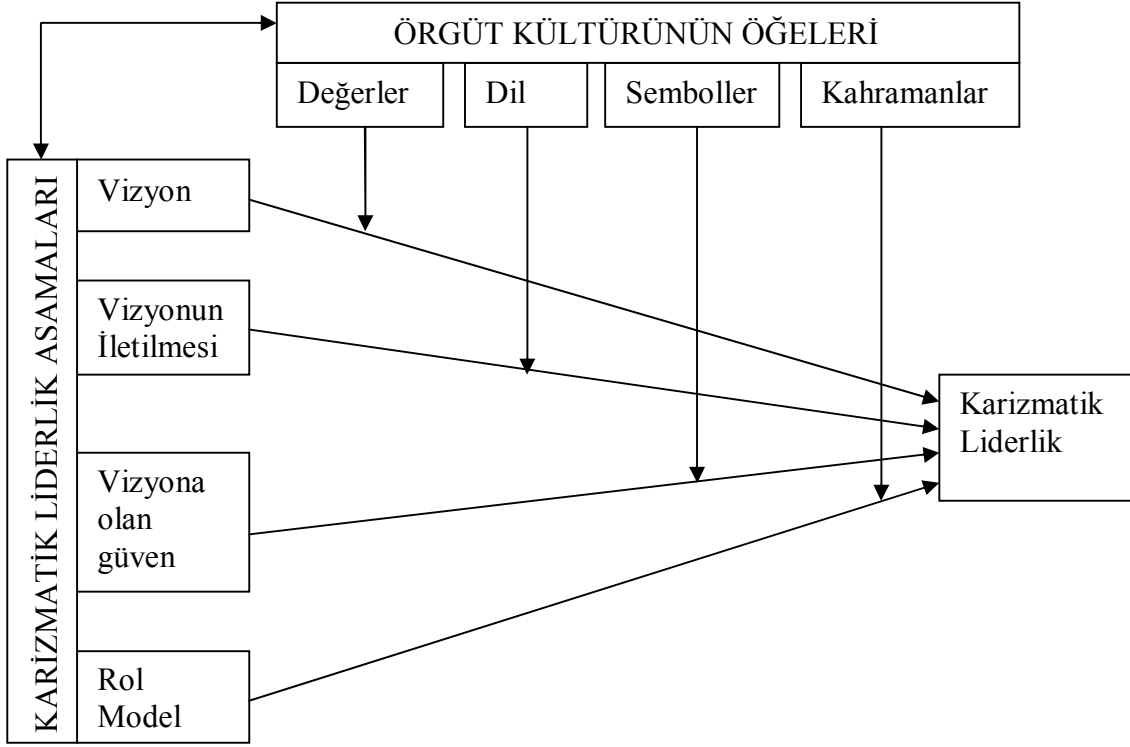 ÖRGÜT KÜLTÜRÜNÜN ÖĞELERİ
Değerler
Dil
Semboller
Kahramanlar
KARİZMATİK LİDERLİK ASAMALARI
Vizyon
Vizyonun
İletilmesi
Vizyona
olan
güven
Rol
Model
Karizmatik
Liderlik